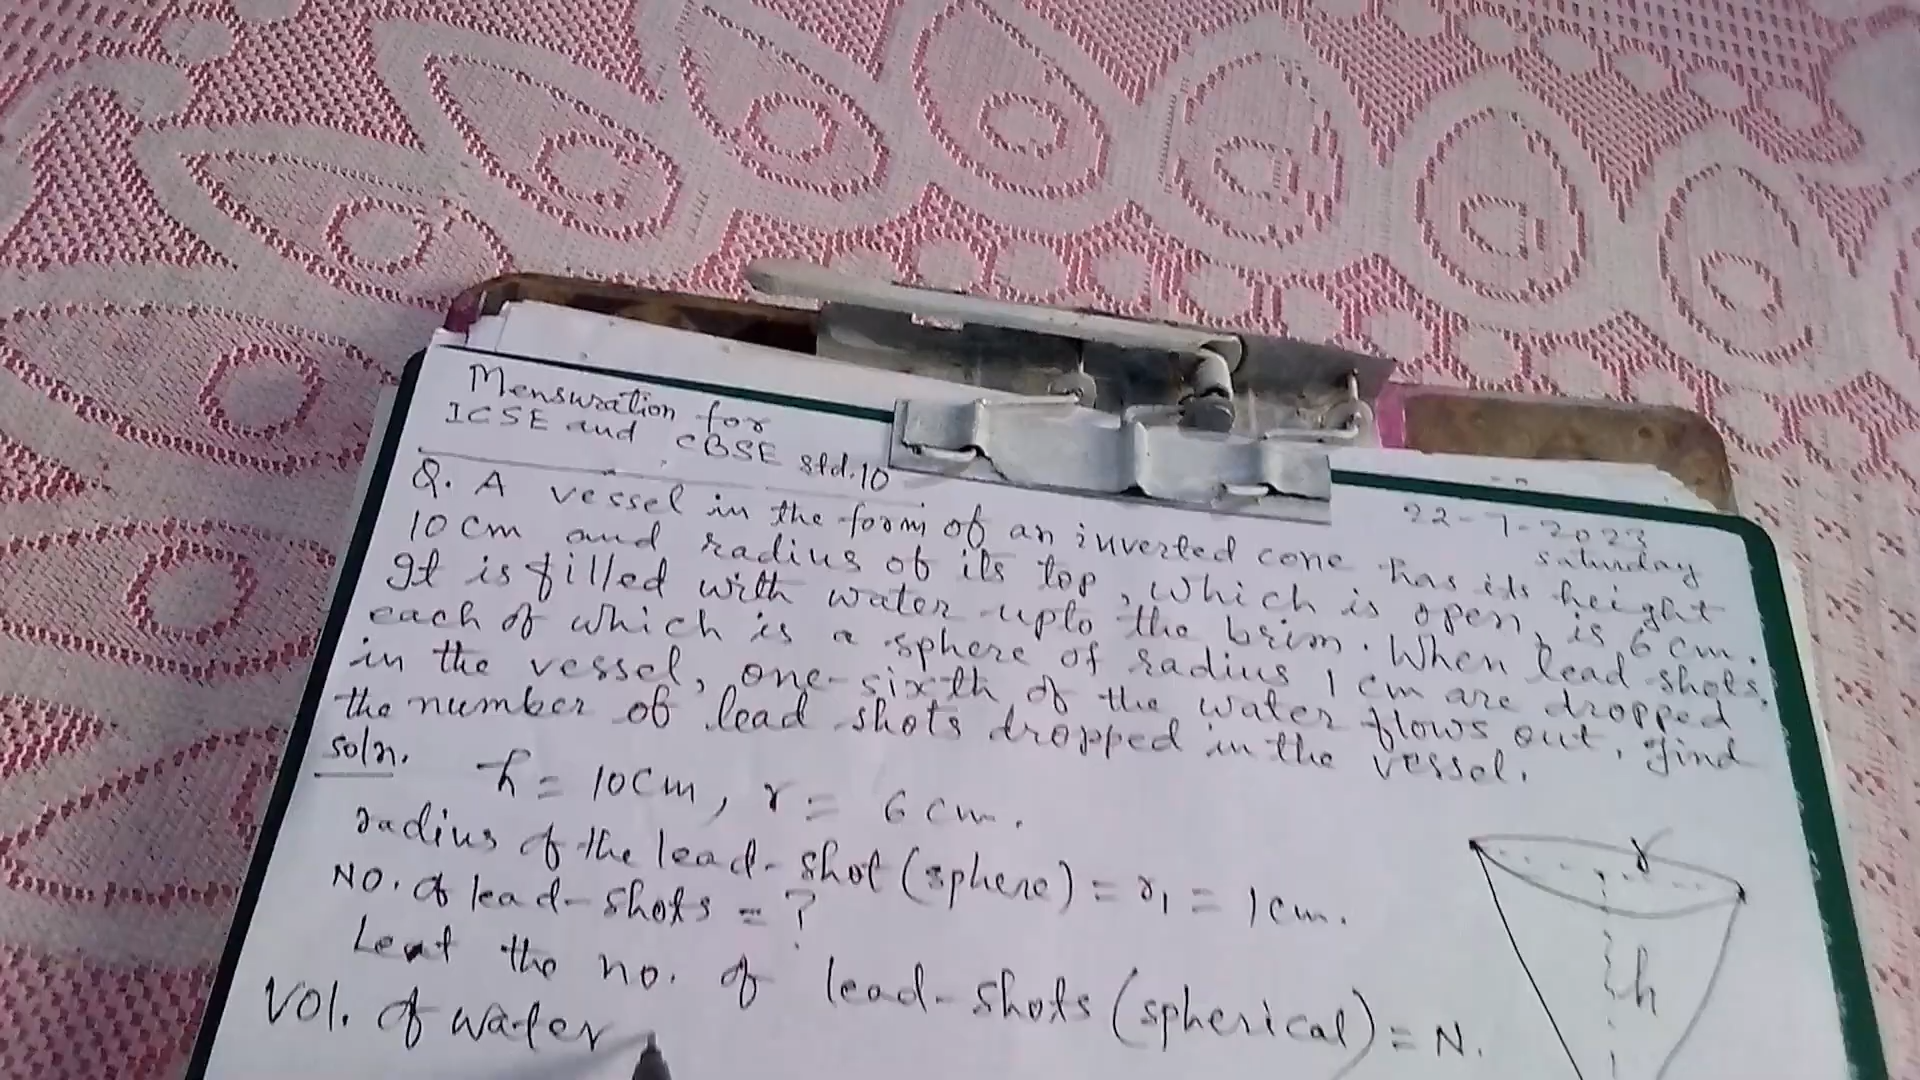 Mensuration for
ICSE and CBSE std.10
22-7-2023
Saturday
Q. A vessel in the form of an inverted cone has its height
10 cm and radius of its top, which is open, is 6 cm.
It is filled with water upto the brim. When lead shots,
each of which is a sphere of radius 1 cm are dropped
in the vessel, one-sixth of the water flows out, find
the number of lead shots dropped in the vessel.
Soln. h = 10cm, r = 6 cm.
radius of the lead-shot (sphere) = r₁ = 1cm.
No. of lead-shots = ?
Leat the no. of lead-shots (spherical) = N.
Vol. of water
r
h